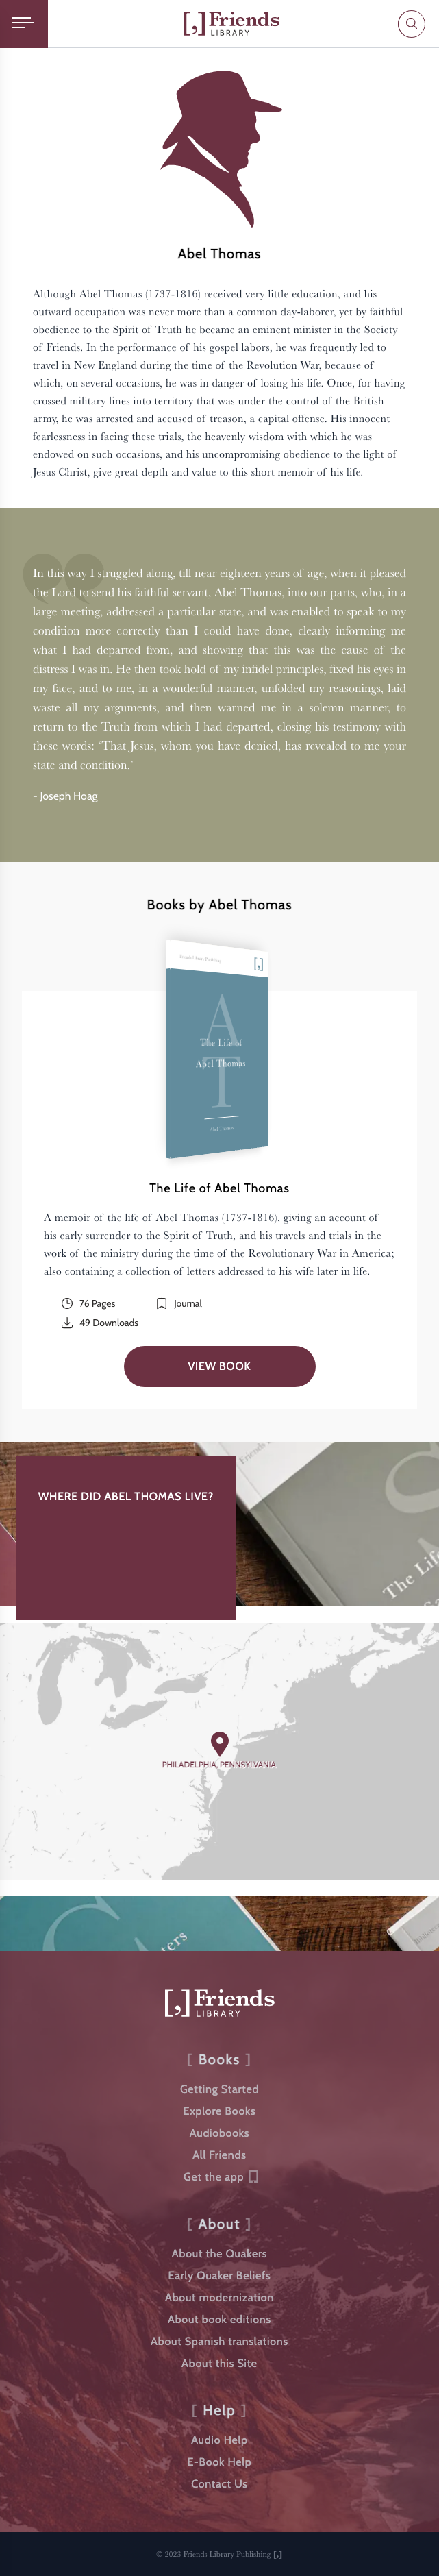 [,] Friends
LIBRARY
Abel Thomas
Although Abel Thomas (1737-1816) received very little education, and his
outward occupation was never more than a common day-laborer, yet by faithful
obedience to the Spirit of Truth he became an eminent minister in the Society
of Friends. In the performance of his gospel labors, he was frequently led to
travel in New England during the time of the Revolution War, because of
which, on several occasions, he was in danger of losing his life. Once, for having
crossed military lines into territory that was under the control of the British
army, he was arrested and accused of treason, a capital offense. His innocent
fearlessness in facing these trials, the heavenly wisdom with which he was
endowed on such occasions, and his uncompromising obedience to the light of
Jesus Christ, give great depth and value to this short memoir of his life.
In this way I struggled along, till near eighteen years of age, when it pleased
the Lord to send his faithful servant, Abel Thomas, into our parts, who, in a
large meeting, addressed a particular state, and was enabled to speak to my
condition more correctly than I could have done, clearly informing me
what I had departed from, and showing that this was the cause of the
distress I was in. He then took hold of my infidel principles, fixed his eyes in
my face, and to me, in a wonderful manner, unfolded my reasonings, laid
waste all my arguments, and then warned me in a solemn manner, to
return to the Truth from which I had departed, closing his testimony with
these words: ‘That Jesus, whom you have denied, has revealed to me your
state and condition.’
- Joseph Hoag
Books by Abel Thomas
[,]
AT
The Life of
Abel Thomas
Abel Thomas
The Life of Abel Thomas
A memoir of the life of Abel Thomas (1737-1816), giving an account of
his early surrender to the Spirit of Truth, and his travels and trials in the
work of the ministry during the time of the Revolutionary War in America;
also containing a collection of letters addressed to his wife later in life.
76 Pages
Journal
49 Downloads
VIEW BOOK
WHERE DID ABEL THOMAS LIVE?
The Life
PHILADELPHIA, PENNSYLVANIA
[,] Friends
LIBRARY
[ Books ]
Getting Started
Explore Books
Audiobooks
All Friends
Get the app
[ About ]
About the Quakers
Early Quaker Beliefs
About modernization
About book editions
About Spanish translations
About this Site
[ Help ]
Audio Help
E-Book Help
Contact Us
© 2023 Friends Library Publishing [,]